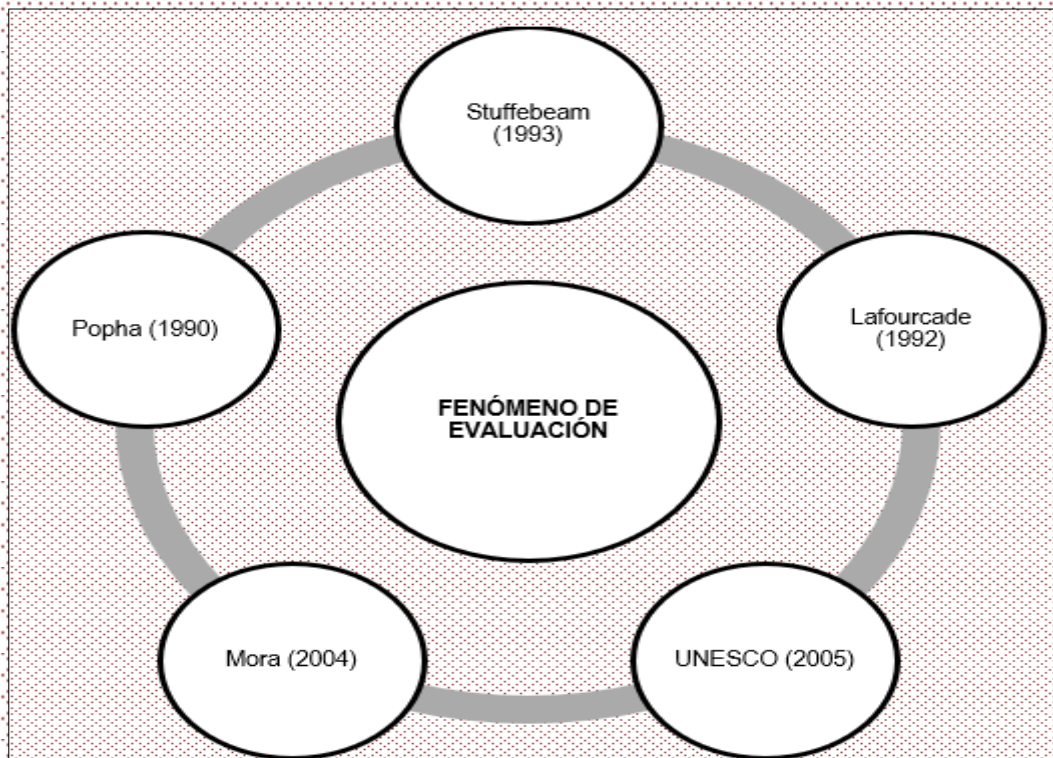 Stuffebeam
(1993)
Popha (1990)
Lafourcade
(1992)
FENÓMENO DE
EVALUACIÓN
Mora (2004)
UNESCO (2005)